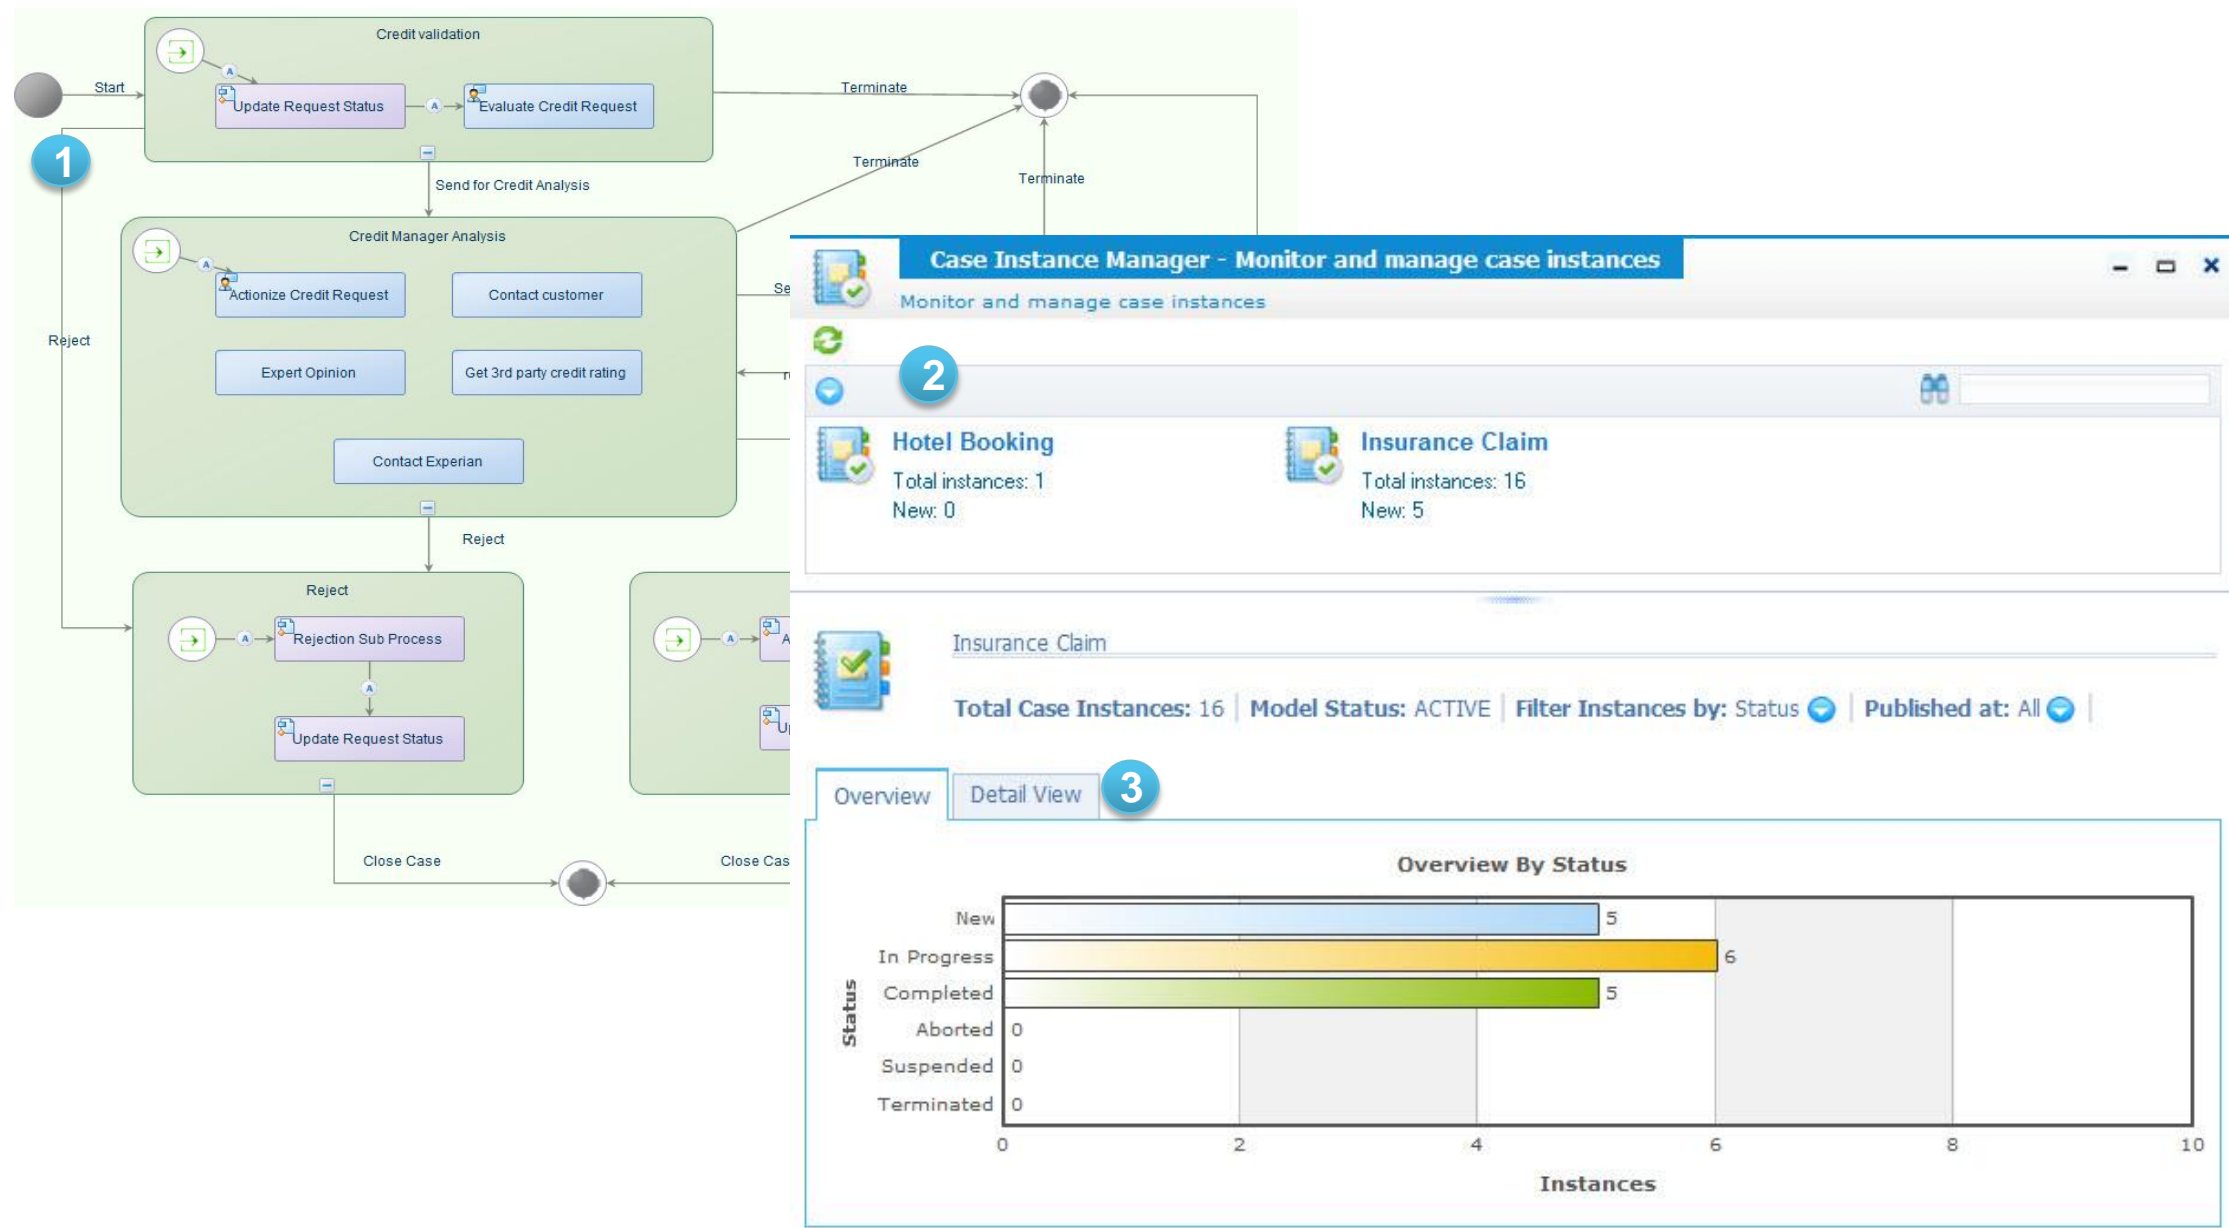 Credit validation
Start
A
Update Request Status
A
Evaluate Credit Request
Terminate
1
Send for Credit Analysis
Terminate
Terminate
Credit Manager Analysis
A
Actionize Credit Request
Contact customer
Reject
Expert Opinion
Get 3rd party credit rating
Contact Experian
Reject
Reject
A
Rejection Sub Process
A
Update Request Status
A
Close Case
Close Cas
Case Instance Manager - Monitor and manage case instances
Monitor and manage case instances
2
Hotel Booking
Total instances: 1
New: 0
Insurance Claim
Total instances: 16
New: 5
Insurance Claim
Total Case Instances: 16 | Model Status: ACTIVE | Filter Instances by: Status | Published at: All |
Overview
Detail View
3
Overview By Status
New 5
In Progress 6
Completed 5
Aborted 0
Suspended 0
Terminated 0
Status
0 2 4 6 8 10
Instances